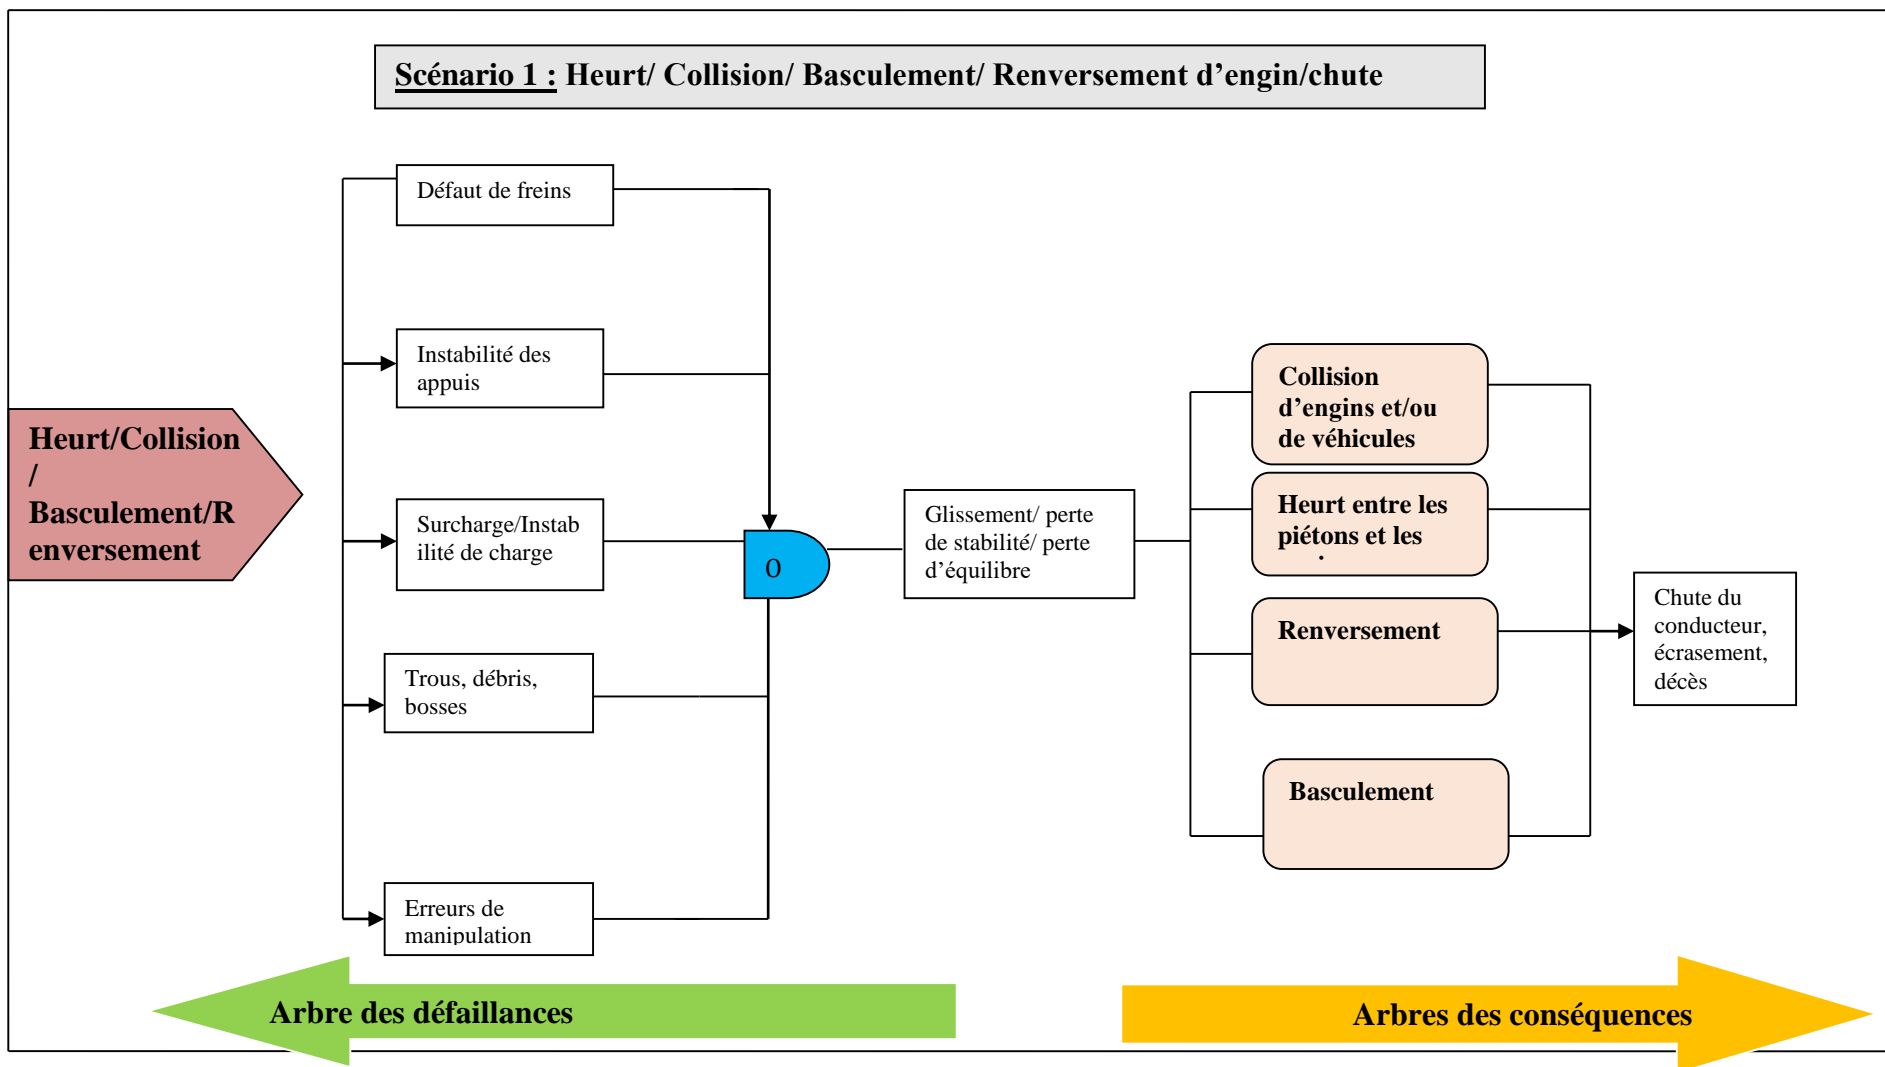 Scénario 1 : Heurt/ Collision/ Basculement/ Renversement d’engin/chute
Heurt/Collision
/
Basculement/R
enversement
Défaut de freins
Instabilité des
appuis
Surcharge/Instab
ilité de charge
Trous, débris,
bosses
Erreurs de
manipulation
O
Glissement/ perte
de stabilité/ perte
d’équilibre
Collision
d’engins et/ou
de véhicules
Heurt entre les
piétons et les
Renversement
Basculement
Chute du
conducteur,
écrasement,
décès
Arbre des défaillances
Arbres des conséquences